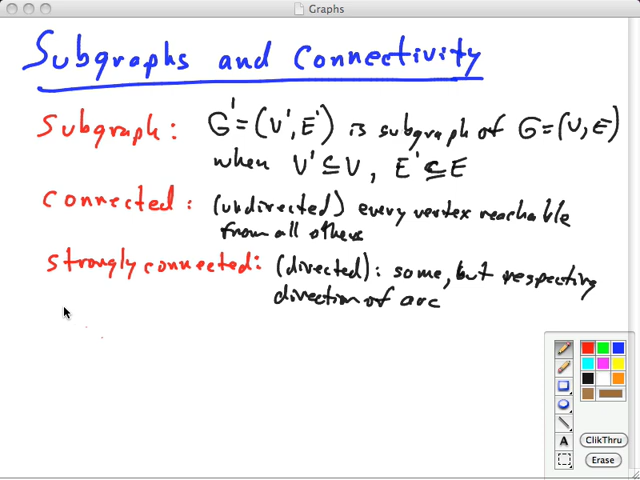 Graphs
Subgraphs and Connectivity
Subgraph: G'=(V',E') is subgraph of G=(V,E)
when V'⊆V, E'⊆E
Connected: (undirected) every vertex reachable
from all others
Strongly connected: (directed): some, but respecting
direction of arc
A
ClikThru
Erase